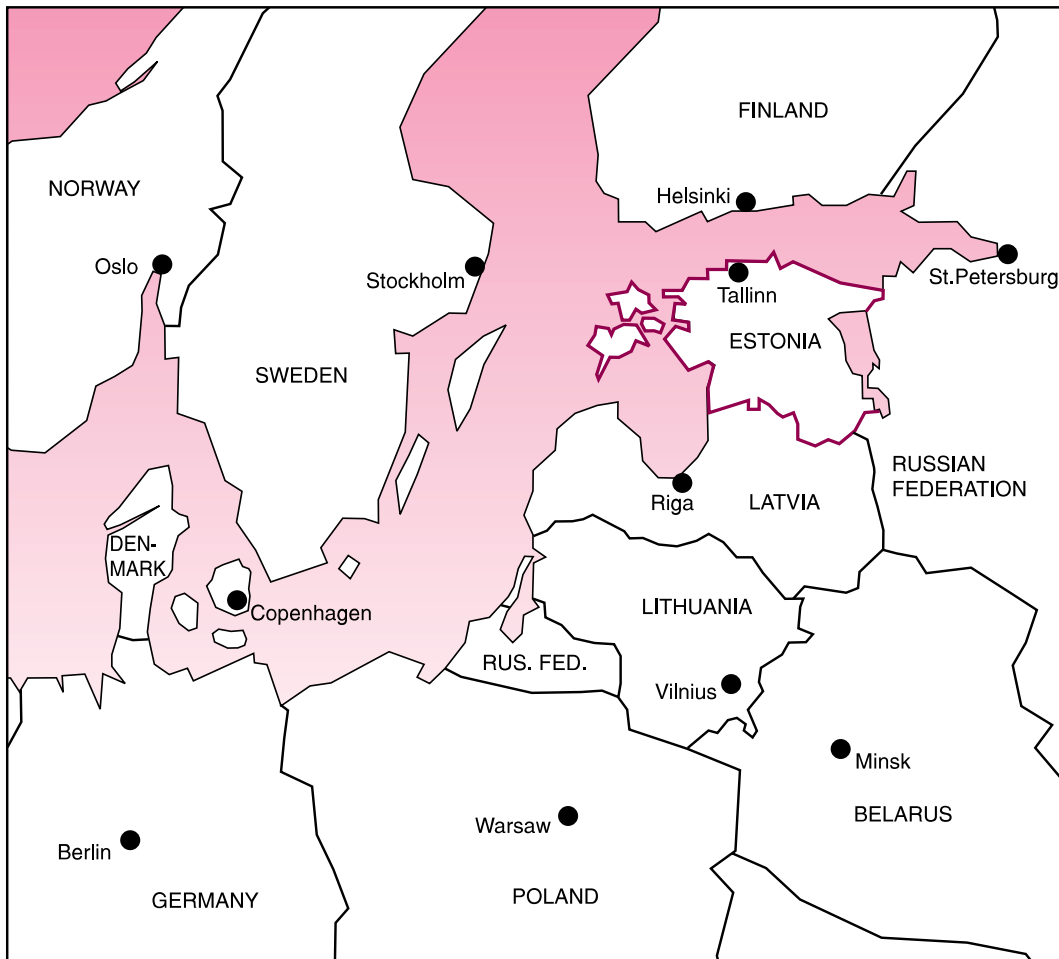 FINLAND
NORWAY
Helsinki
Oslo
Stockholm
St.Petersburg
Tallinn
ESTONIA
SWEDEN
RUSSIAN
FEDERATION
Riga
LATVIA
DEN-
MARK
Copenhagen
LITHUANIA
RUS. FED.
Vilnius
Minsk
BELARUS
Warsaw
Berlin
GERMANY
POLAND